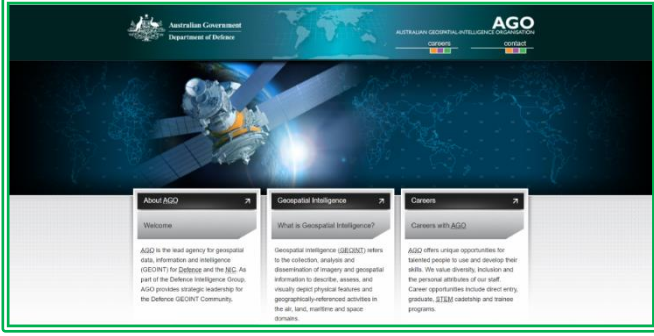 Australian Government
Department of Defence
AGO
AUSTRALIAN GEOSPATIAL-INTELLIGENCE ORGANISATION
careers
contact
About AGO
Welcome
AGO is the lead agency for geospatial
data, information and intelligence
(GEOINT) for Defence and the NIC. As
part of the Defence Intelligence Group,
AGO provides strategic leadership for
the Defence GEOINT Community.
Geospatial Intelligence
What is Geospatial Intelligence?
Geospatial intelligence (GEOINT) refers
to the collection, analysis and
dissemination of imagery and geospatial
information to describe, assess, and
visually depict physical features and
geographically-referenced activities in
the air, land, maritime and space
domains.
Careers
Careers with AGO
AGO offers unique opportunities for
talented people to use and develop their
skills. We value diversity, inclusion and
the personal attributes of our staff.
Career opportunities include direct entry,
graduate, STEM cadetship and trainee
programs.